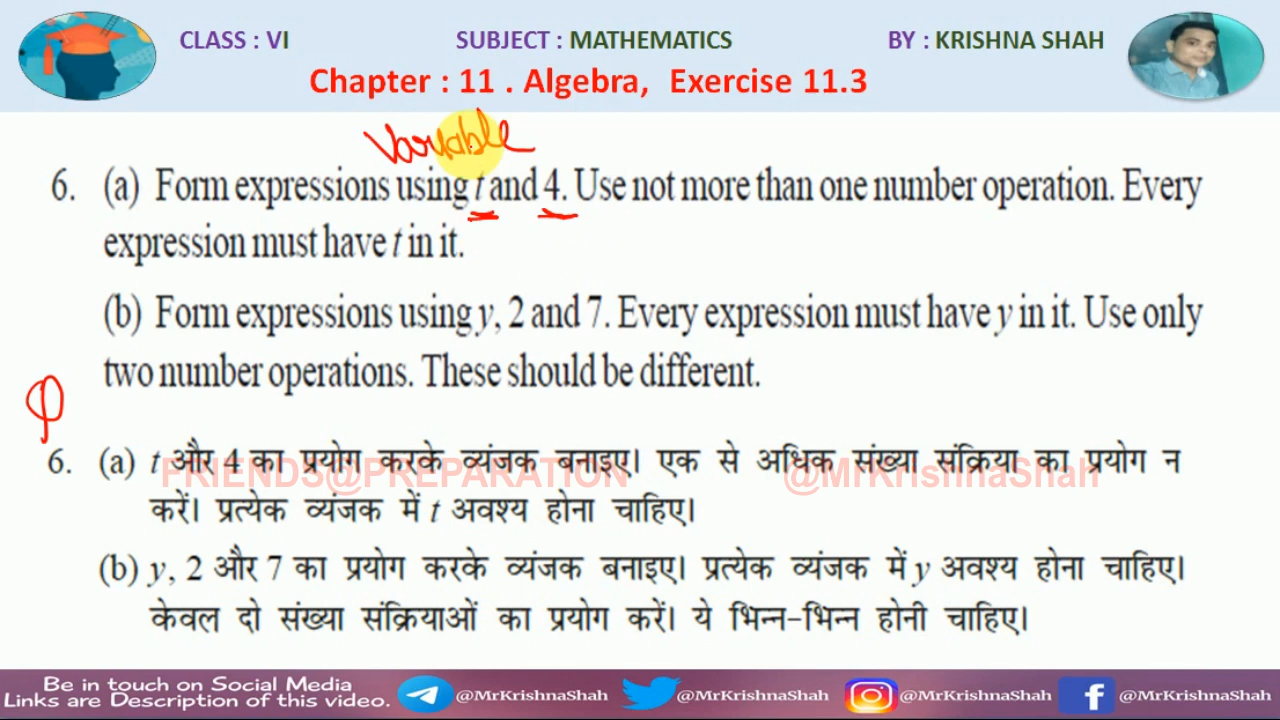 CLASS : VI SUBJECT : MATHEMATICS BY : KRISHNA SHAH
Chapter : 11 . Algebra, Exercise 11.3
Variable
6. (a) Form expressions using t and 4. Use not more than one number operation. Every
expression must have t in it.
(b) Form expressions using y, 2 and 7. Every expression must have y in it. Use only
two number operations. These should be different.
6. (a) t और 4 का प्रयोग करके व्यंजक बनाइए। एक से अधिक संख्या संक्रिया का प्रयोग न
FRIENDS@PREPARATION @MrKrishnaShah
करें। प्रत्येक व्यंजक में t अवश्य होना चाहिए।
(b) y, 2 और 7 का प्रयोग करके व्यंजक बनाइए। प्रत्येक व्यंजक में y अवश्य होना चाहिए।
केवल दो संख्या संक्रियाओं का प्रयोग करें। ये भिन्न-भिन्न होनी चाहिए।
Be in touch on Social Media
Links are Description of this video.
@MrKrishnaShah @MrKrishnaShah @MrKrishnaShah @MrKrishnaShah